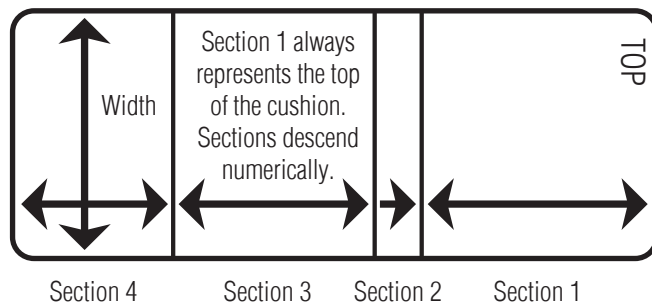 Section 1 always
represents the top
of the cushion.
Sections descend
numerically.
Width
TOP
Section 4
Section 3
Section 2
Section 1